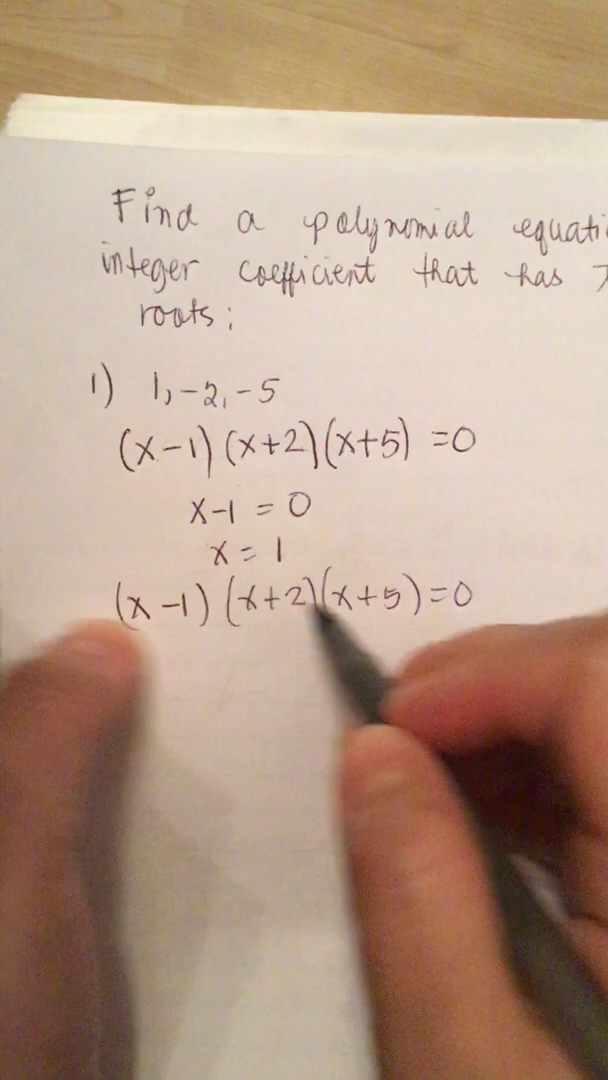 Find a polynomial equati
integer coefficient that has
roots:
1) 1, -2, -5
(x-1)(x+2)(x+5) =0
x-1 = 0
x = 1
(x-1)(x+2)(x+5)=0